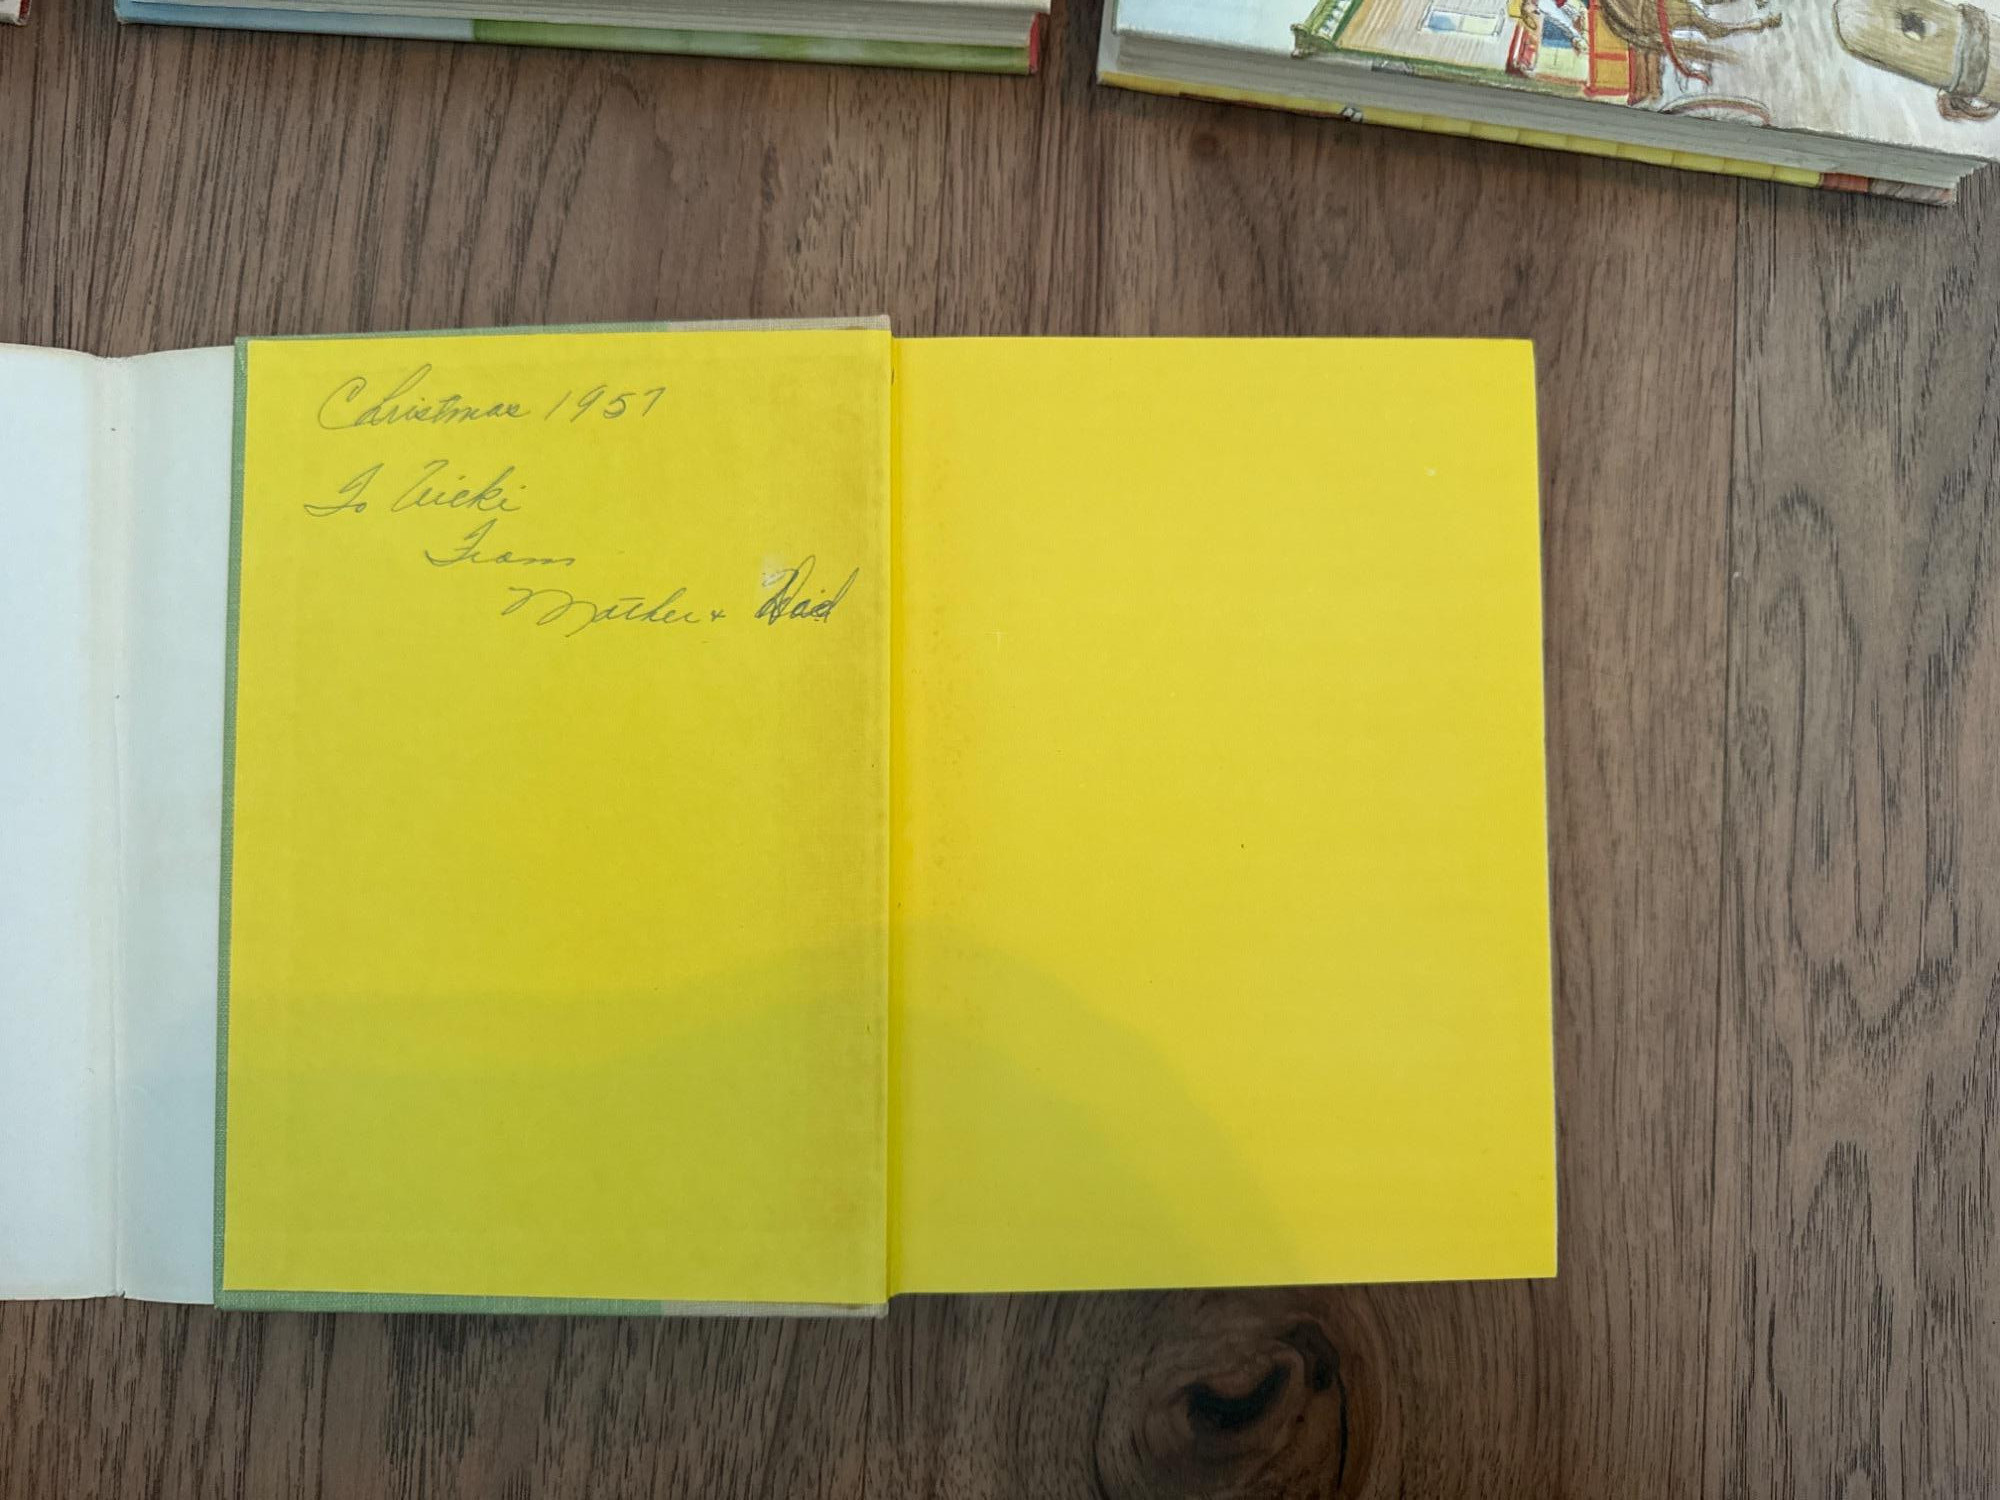 Christmas 1957
To Vicki
From
Mother + Dad